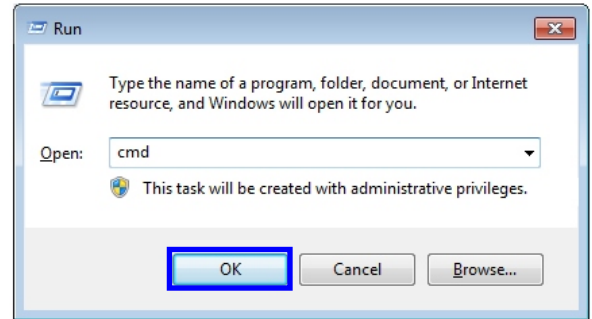 Run
Type the name of a program, folder, document, or Internet
resource, and Windows will open it for you.
Open: cmd
This task will be created with administrative privileges.
OK Cancel Browse...